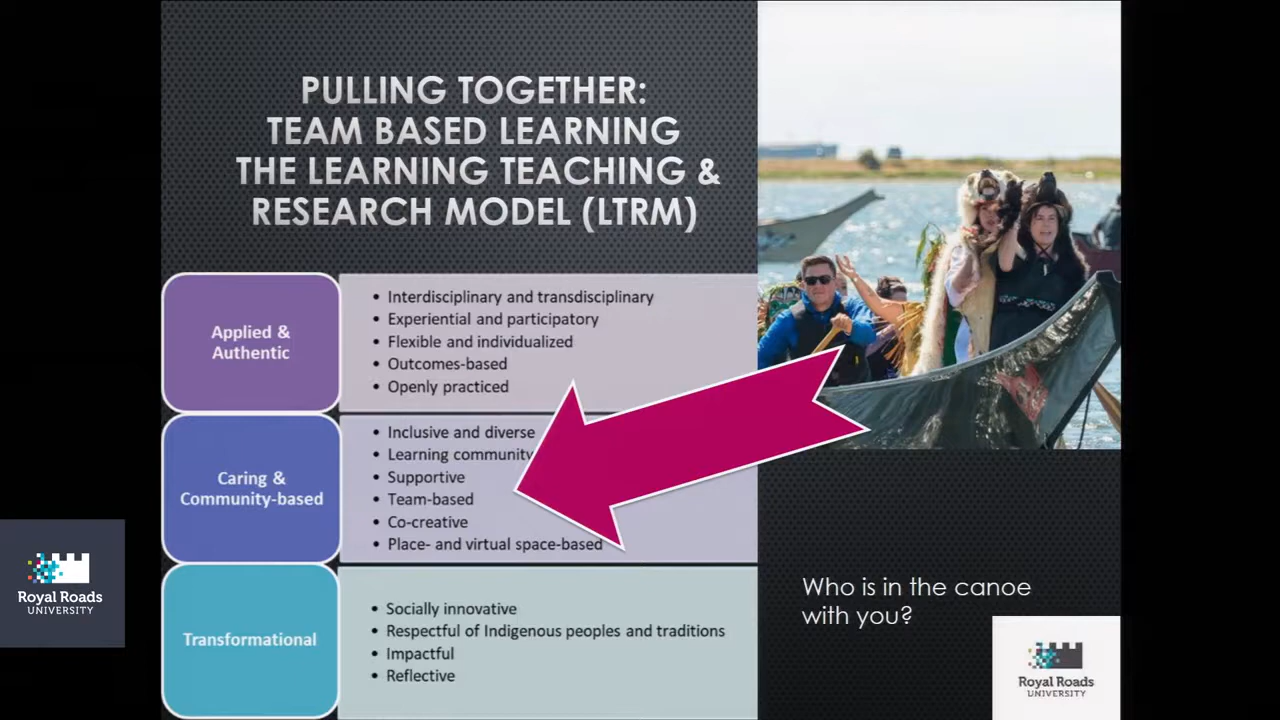 PULLING TOGETHER:
TEAM BASED LEARNING
THE LEARNING TEACHING &
RESEARCH MODEL (LTRM)
Applied &
Authentic
• Interdisciplinary and transdisciplinary
• Experiential and participatory
• Flexible and individualized
• Outcomes-based
• Openly practiced
Caring &
Community-based
• Inclusive and diverse
• Learning community
• Supportive
• Team-based
• Co-creative
• Place- and virtual space-based
Transformational
• Socially innovative
• Respectful of Indigenous peoples and traditions
• Impactful
• Reflective
Who is in the canoe
with you?
Royal Roads
UNIVERSITY
Royal Roads
UNIVERSITY